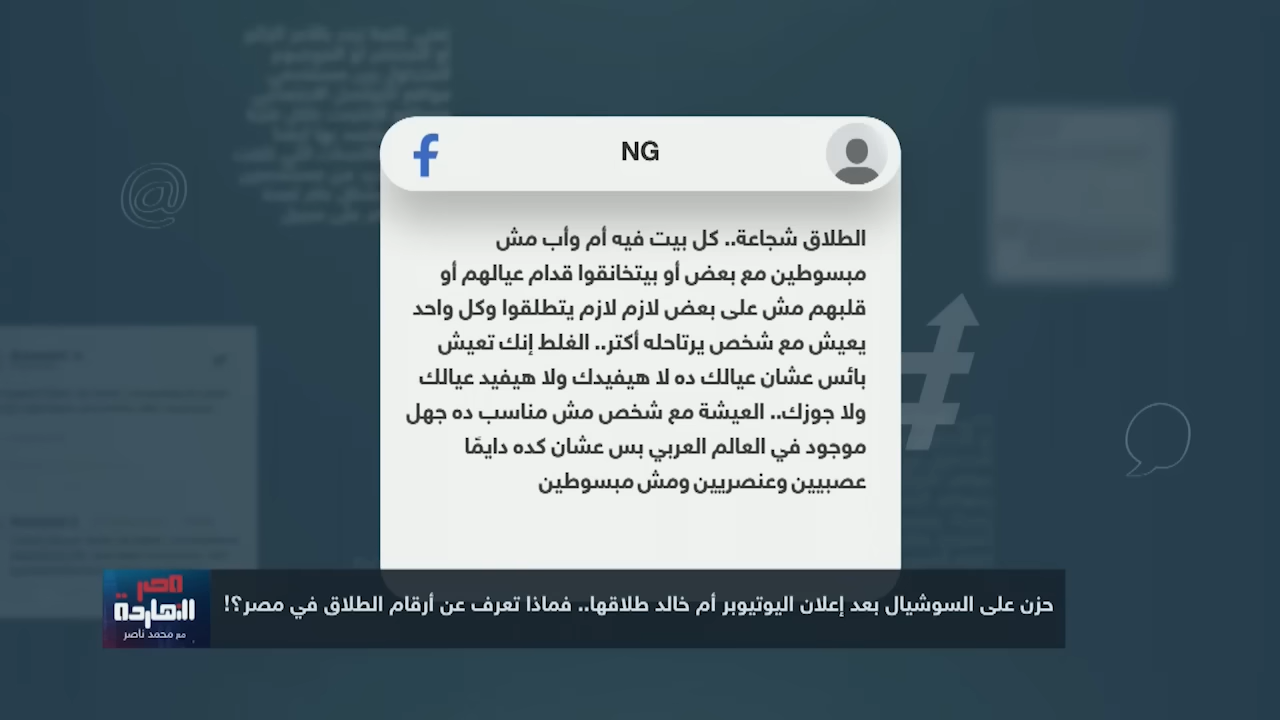 NG
الطلاق شجاعة.. كل بيت فيه أم وأب مش
مبسوطين مع بعض أو بيتخانقوا قدام عيالهم أو
قلبهم مش على بعض لازم لازم يتطلقوا وكل واحد
يعيش مع شخص يرتاحله أكتر.. الغلط إنك تعيش
بائس عشان عيالك ده لا هيفيدك ولا هيفيد عيالك
ولا جوزك.. العيشة مع شخص مش مناسب ده جهل
موجود في العالم العربي بس عشان كده دايمًا
عصبيين وعنصريين ومش مبسوطين
حزن على السوشيال بعد إعلان اليوتيوبر أم خالد طلاقها.. فماذا تعرف عن أرقام الطلاق في مصر؟!
مصر
النهاردة
مع محمد ناصر